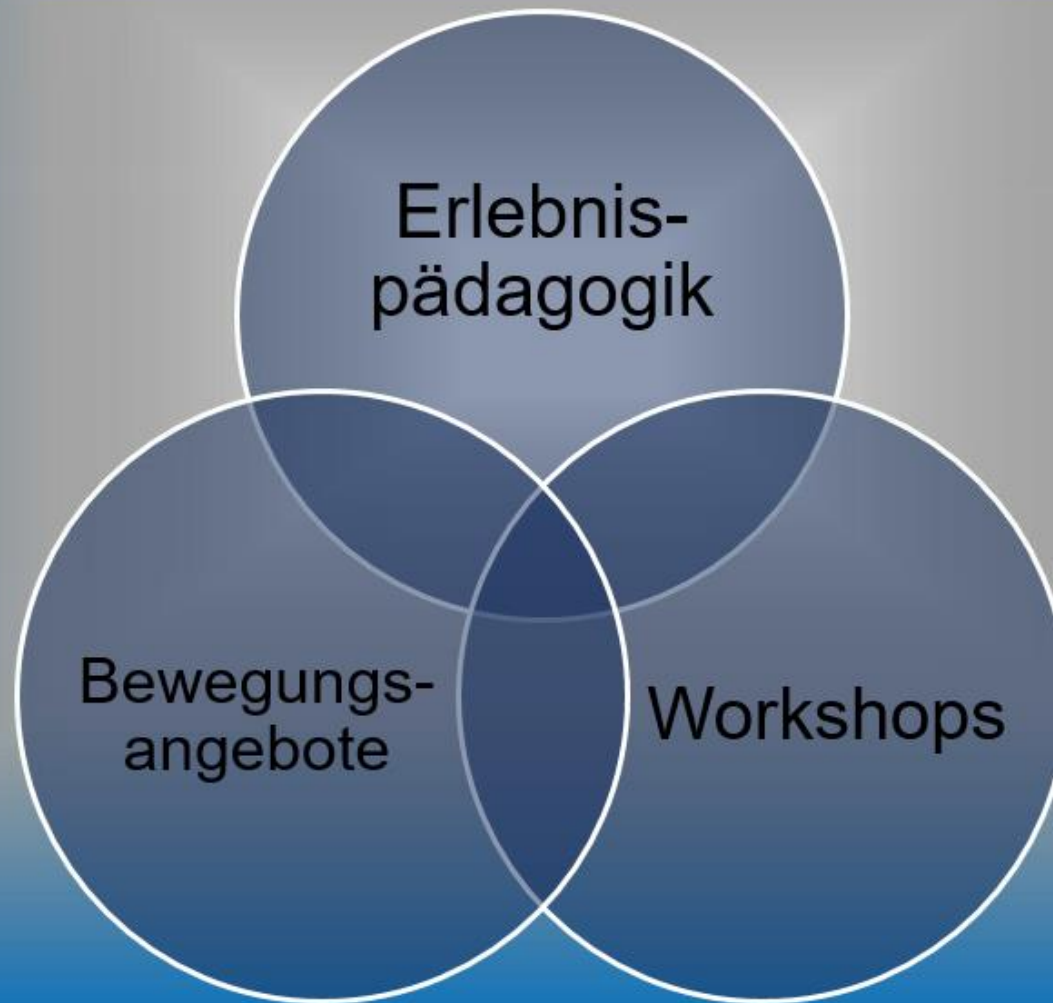 Erlebnis-
pädagogik
Bewegungs-
angebote
Workshops